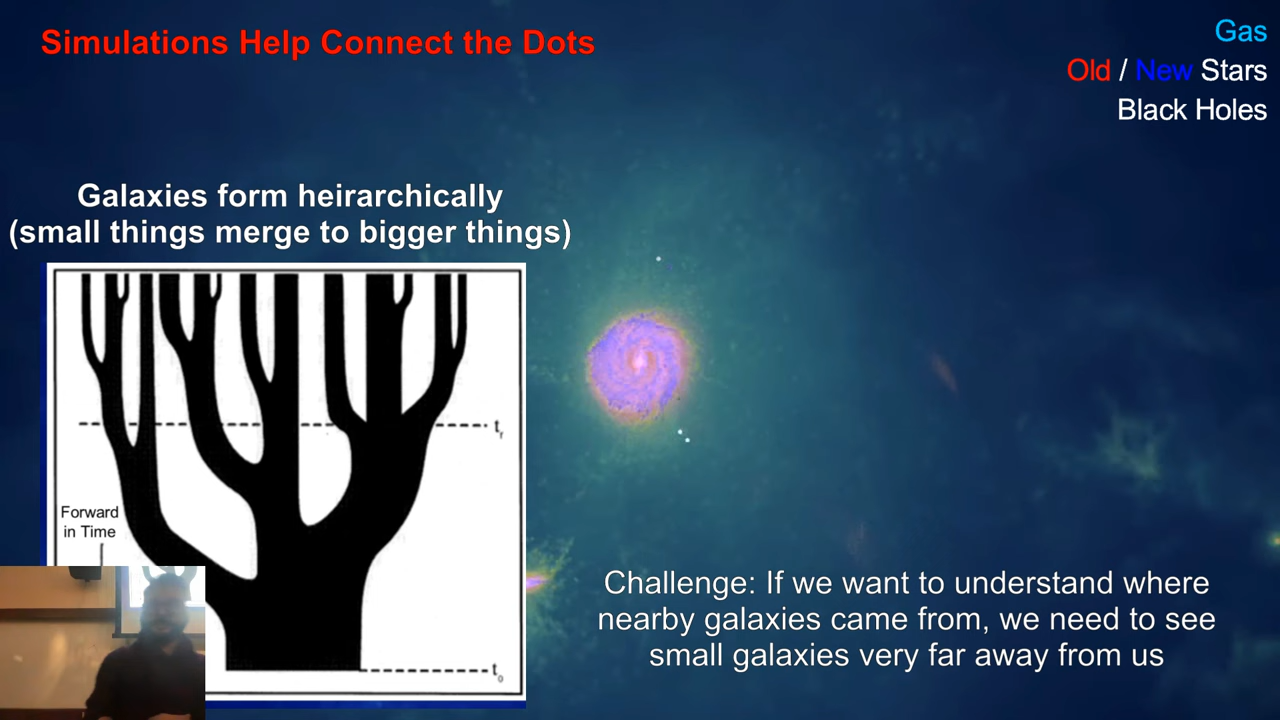 Simulations Help Connect the Dots
Gas
Old / New Stars
Black Holes
Galaxies form heirarchically
(small things merge to bigger things)
tr
Forward
in Time
to
Challenge: If we want to understand where
nearby galaxies came from, we need to see
small galaxies very far away from us